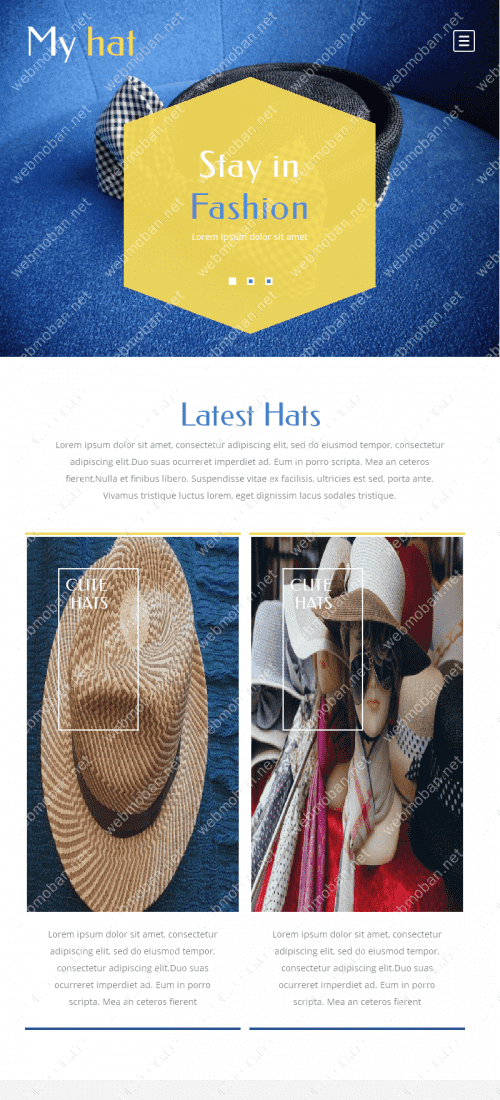 My hat
Stay in
Fashion
Lorem ipsum dolor sit amet
Latest Hats
Lorem ipsum dolor sit amet, consectetur adipiscing elit, sed do eiusmod tempor, consectetur
adipiscing elit.Duo suas ocurreret imperdiet ad. Eum in porro scripta. Mea an ceteros
fierent,Nulla et finibus libero. Suspendisse vitae ex facilisis, ultricies est sed, porta ante.
Vivamus tristique luctus lorem, eget dignissim lacus sodales tristique.
CUTE
HATS
CUTE
HATS
Lorem ipsum dolor sit amet, consectetur
adipiscing elit, sed do eiusmod tempor,
consectetur adipiscing elit.Duo suas
ocurreret imperdiet ad. Eum in porro
scripta. Mea an ceteros fierent
Lorem ipsum dolor sit amet, consectetur
adipiscing elit, sed do eiusmod tempor,
consectetur adipiscing elit.Duo suas
ocurreret imperdiet ad. Eum in porro
scripta. Mea an ceteros fierent
webmoban.net